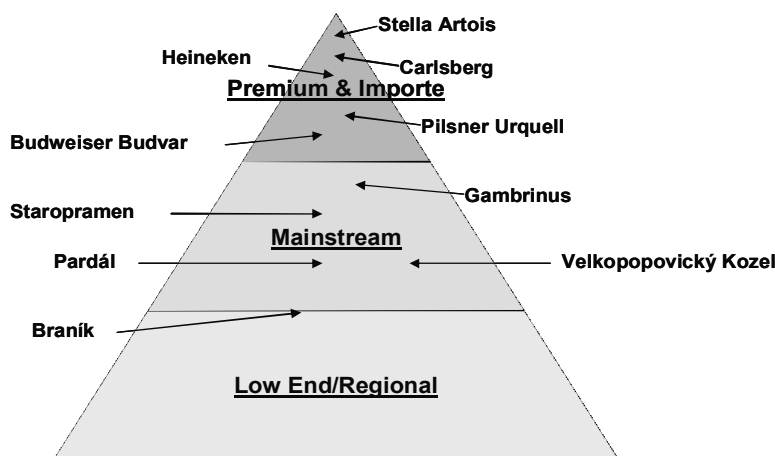 Stella Artois
Heineken
Carlsberg
Premium & Importe
Pilsner Urquell
Budweiser Budvar
Gambrinus
Staropramen
Mainstream
Pardál
Velkopopovický Kozel
Braník
Low End/Regional